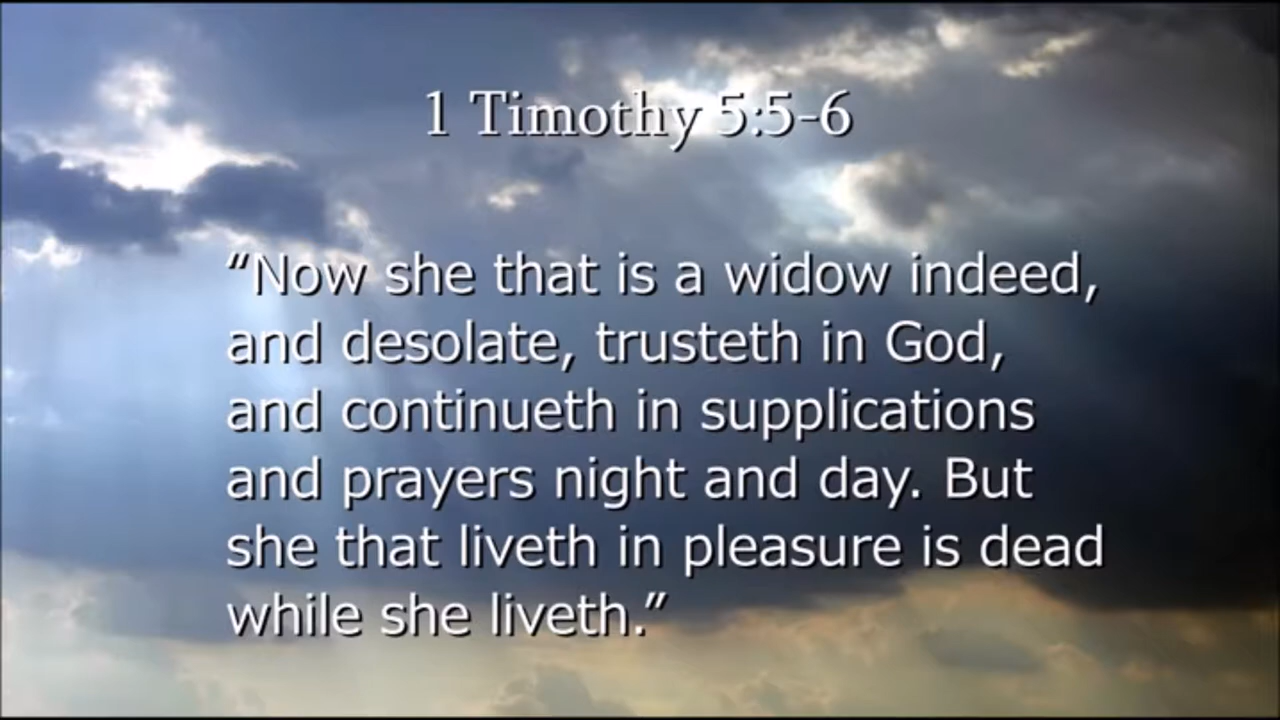 1 Timothy 5:5-6
“Now she that is a widow indeed,
and desolate, trusteth in God,
and continueth in supplications
and prayers night and day. But
she that liveth in pleasure is dead
while she liveth.”